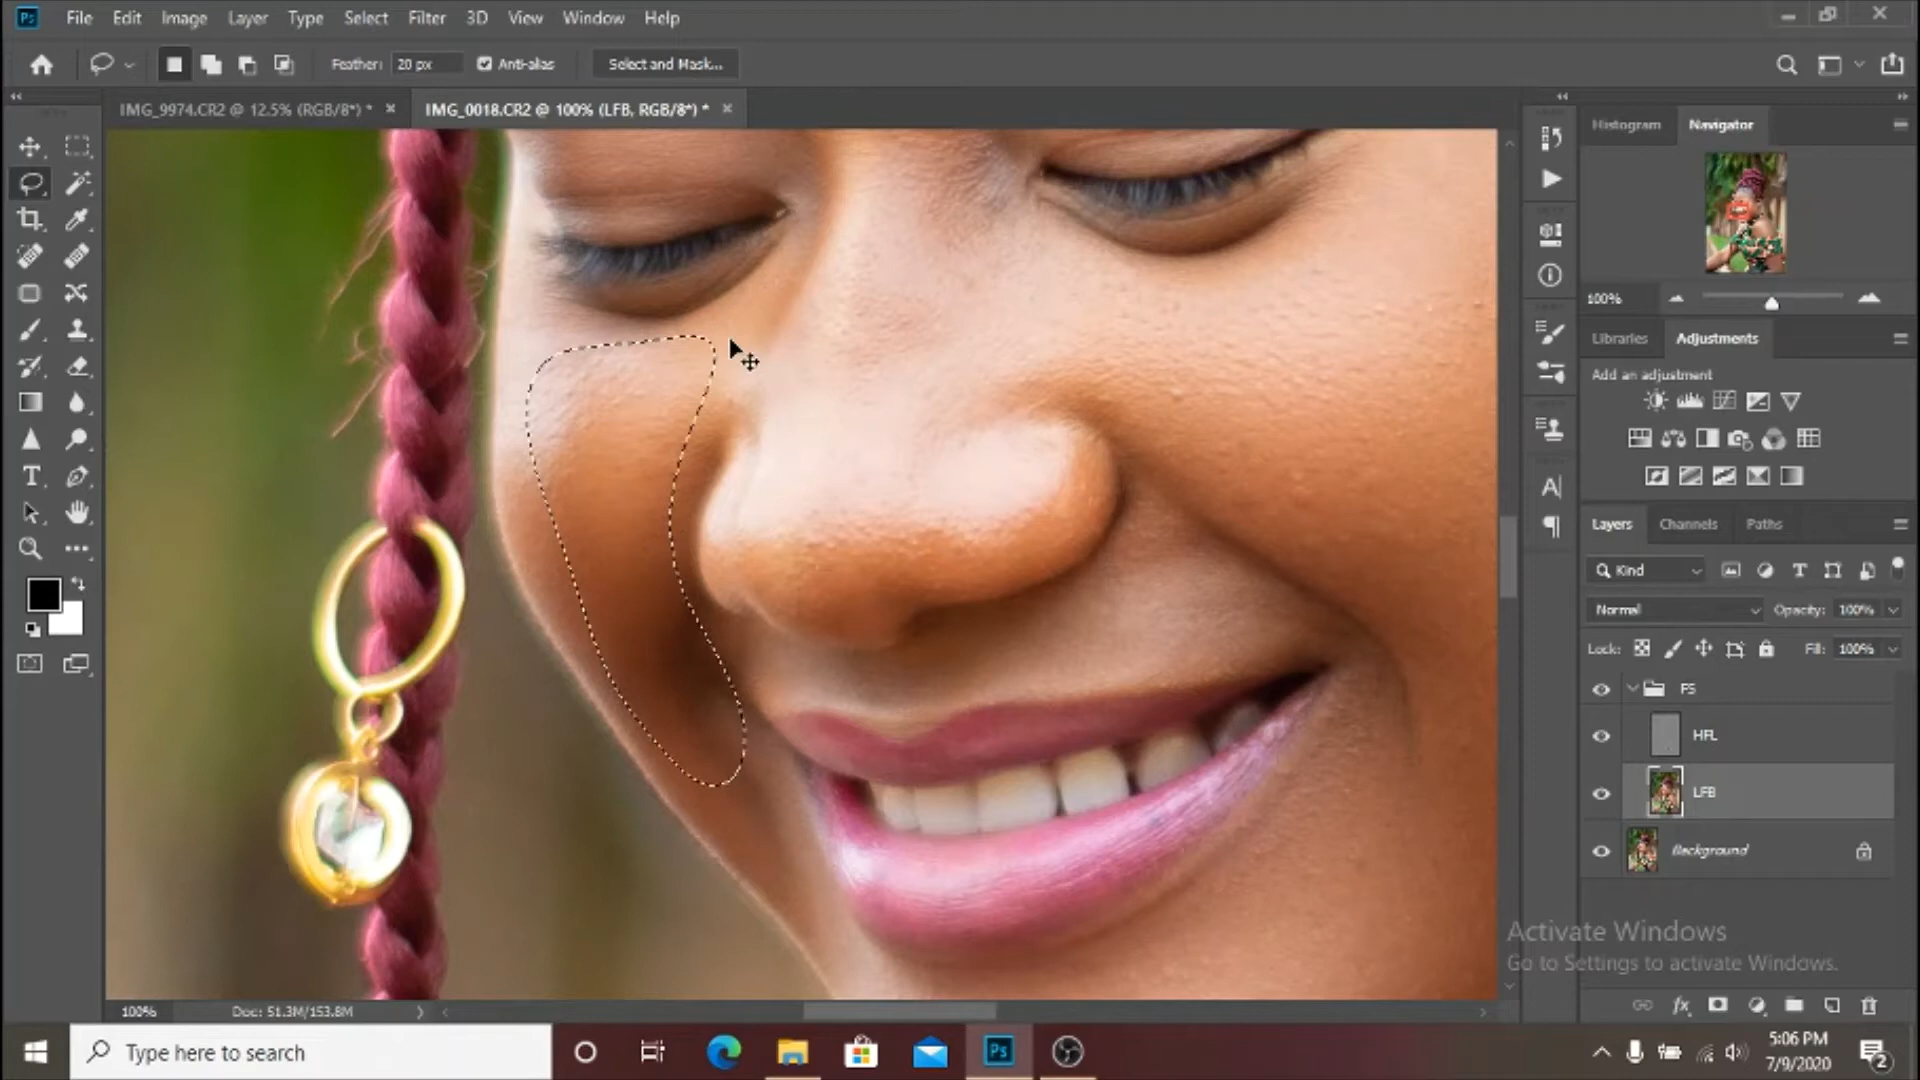 Ps File Edit Image Layer Type Select Filter 3D View Window Help
Feather: 20 px Anti-alias Select and Mask...
IMG_9974.CR2 @ 12.5% (RGB/8*) * × IMG_0018.CR2 @ 100% (LFB, RGB/8*) * ×
Histogram Navigator
100%
Libraries Adjustments
Add an adjustment
Layers Channels Paths
Kind
Normal Opacity: 100%
Lock: Fill: 100%
FS
HFL
LFB
Background
Activate Windows
Go to Settings to activate Windows.
100% Doc: 51.3M/153.8M
Type here to search
Ps
5:06 PM
7/9/2020
2